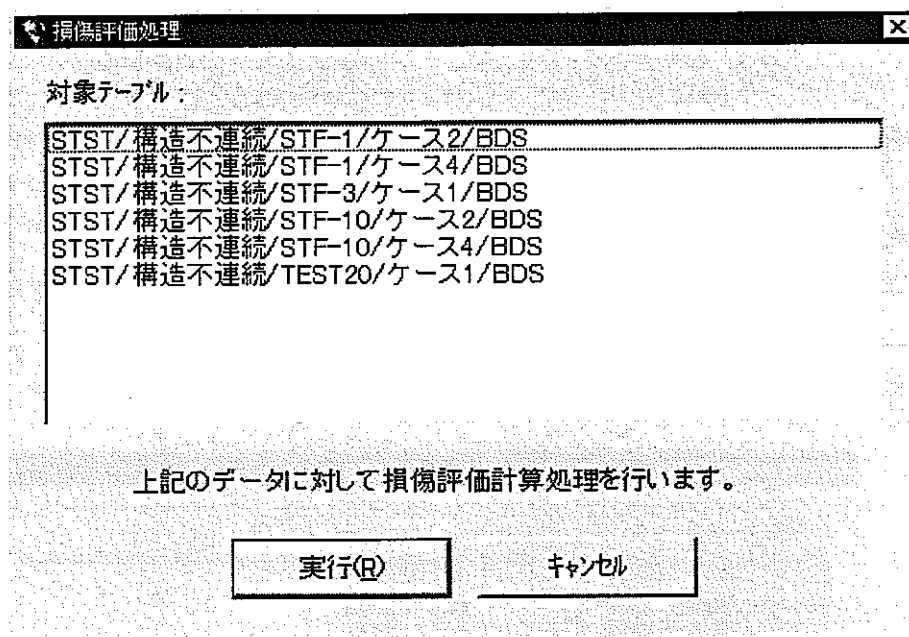 損傷評価処理
対象テーブル :
STST/構造不連続/STF-1/ケース2/BDS
STST/構造不連続/STF-1/ケース4/BDS
STST/構造不連続/STF-3/ケース1/BDS
STST/構造不連続/STF-10/ケース2/BDS
STST/構造不連続/STF-10/ケース4/BDS
STST/構造不連続/TEST20/ケース1/BDS
上記のデータに対して損傷評価計算処理を行います。
実行(R)
キャンセル